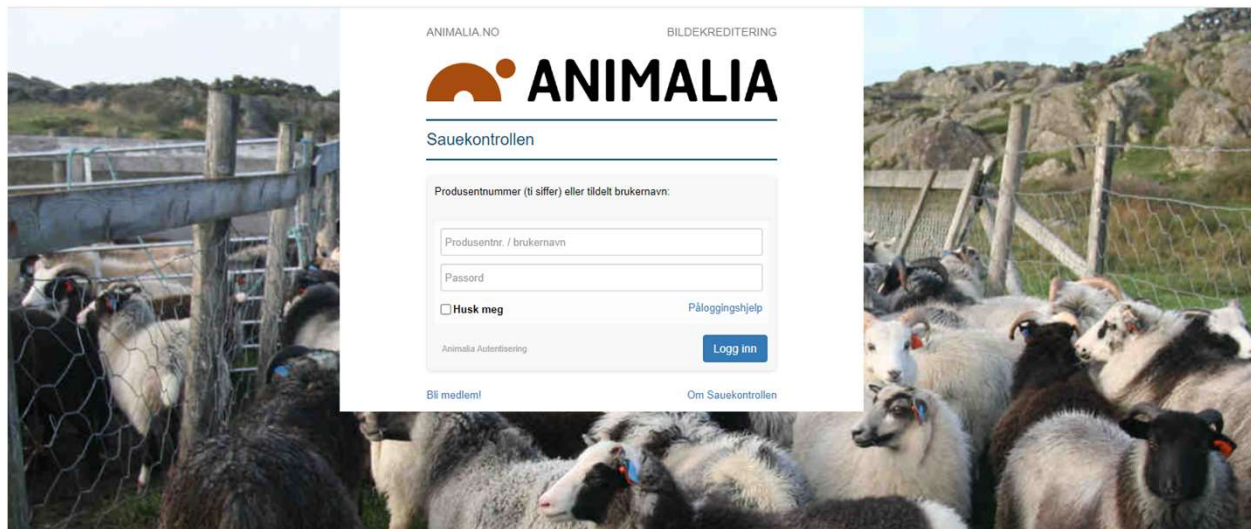 ANIMALIA.NO
BILDEKREDITERING
ANIMALIA
Sauekontrollen
Produsentnummer (ti siffer) eller tildelt brukernavn:
Produsentnr. / brukernavn
Passord
Husk meg
Påloggingshjelp
Animalia Autentisering
Logg inn
Bli medlem!
Om Sauekontrollen